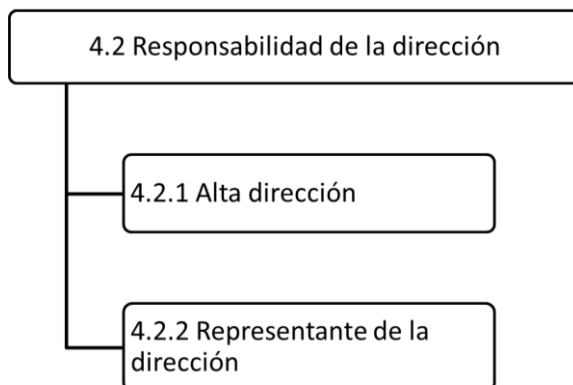 4.2 Responsabilidad de la dirección
4.2.1 Alta dirección
4.2.2 Representante de la
dirección